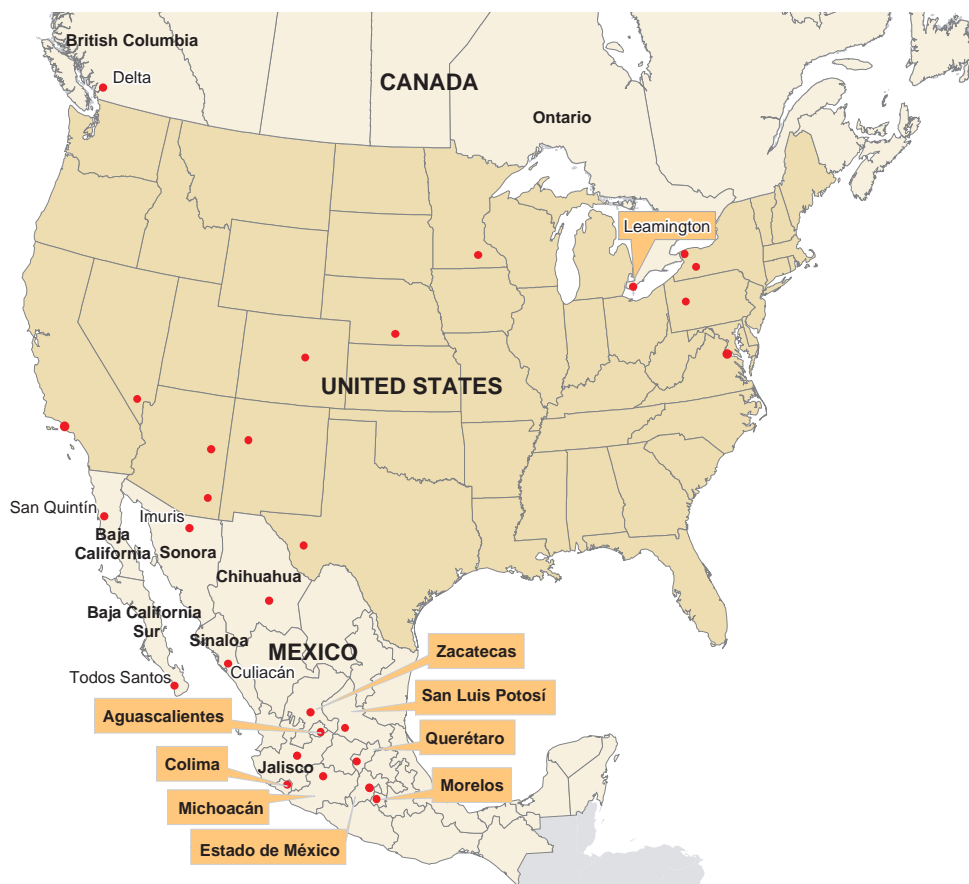 British Columbia
Delta
CANADA
Ontario
Leamington
UNITED STATES
San Quintín
Imuris
Baja
California
Sonora
Chihuahua
Baja California
Sur
Sinaloa
MEXICO
Culiacán
Todos Santos
Zacatecas
San Luis Potosí
Aguascalientes
Querétaro
Colima
Jalisco
Morelos
Michoacán
Estado de México